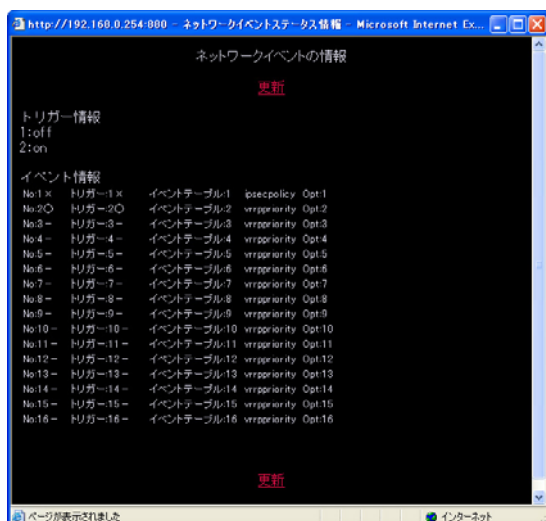 http://192.168.0.254:880 - ネットワークイベントステータス情報 - Microsoft Internet Ex...
ネットワークイベントの情報
更新
トリガー情報
1:off
2:on
イベント情報
No:1× トリガー:1× イベントテーブル:1 ipsecpolicy Opt:1
No:2○ トリガー:2○ イベントテーブル:2 vrrppriority Opt:2
No:3－ トリガー:3－ イベントテーブル:3 vrrppriority Opt:3
No:4－ トリガー:4－ イベントテーブル:4 vrrppriority Opt:4
No:5－ トリガー:5－ イベントテーブル:5 vrrppriority Opt:5
No:6－ トリガー:6－ イベントテーブル:6 vrrppriority Opt:6
No:7－ トリガー:7－ イベントテーブル:7 vrrppriority Opt:7
No:8－ トリガー:8－ イベントテーブル:8 vrrppriority Opt:8
No:9－ トリガー:9－ イベントテーブル:9 vrrppriority Opt:9
No:10－ トリガー:10－ イベントテーブル:10 vrrppriority Opt:10
No:11－ トリガー:11－ イベントテーブル:11 vrrppriority Opt:11
No:12－ トリガー:12－ イベントテーブル:12 vrrppriority Opt:12
No:13－ トリガー:13－ イベントテーブル:13 vrrppriority Opt:13
No:14－ トリガー:14－ イベントテーブル:14 vrrppriority Opt:14
No:15－ トリガー:15－ イベントテーブル:15 vrrppriority Opt:15
No:16－ トリガー:16－ イベントテーブル:16 vrrppriority Opt:16
更新
ページが表示されました
インターネット